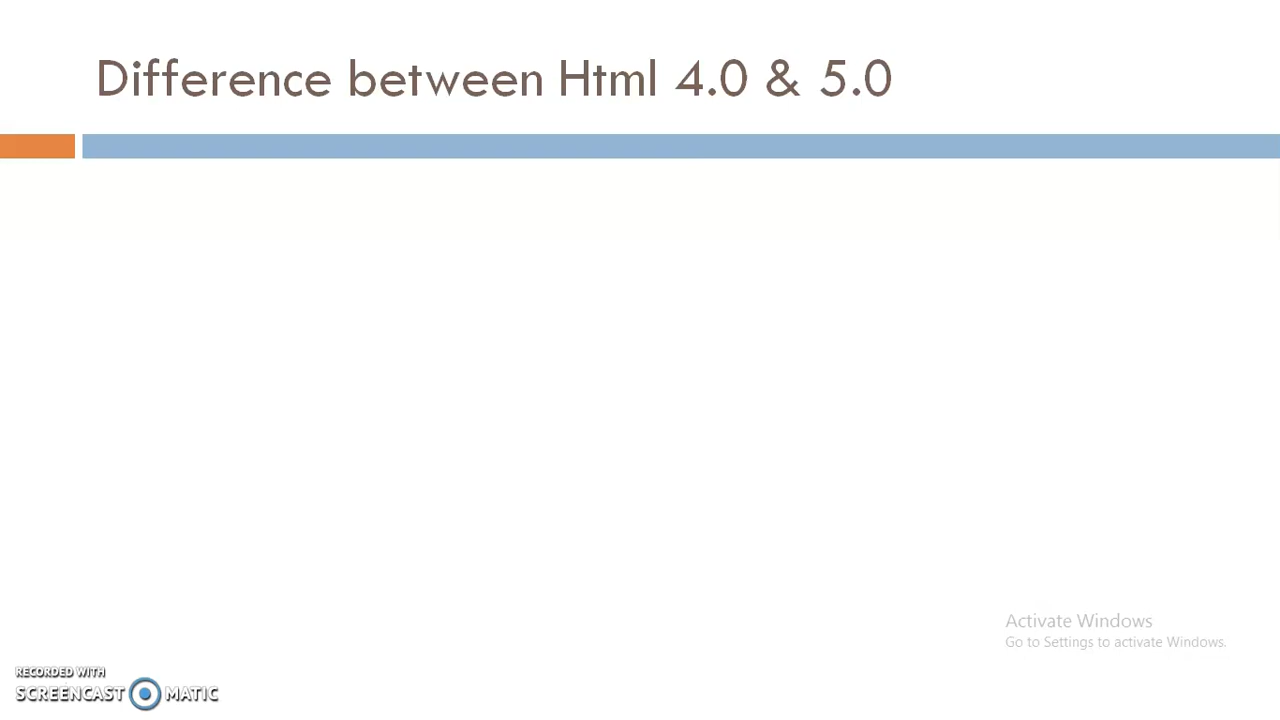 Difference between Html 4.0 & 5.0
Activate Windows
Go to Settings to activate Windows.
RECORDED WITH
SCREENCAST MATIC